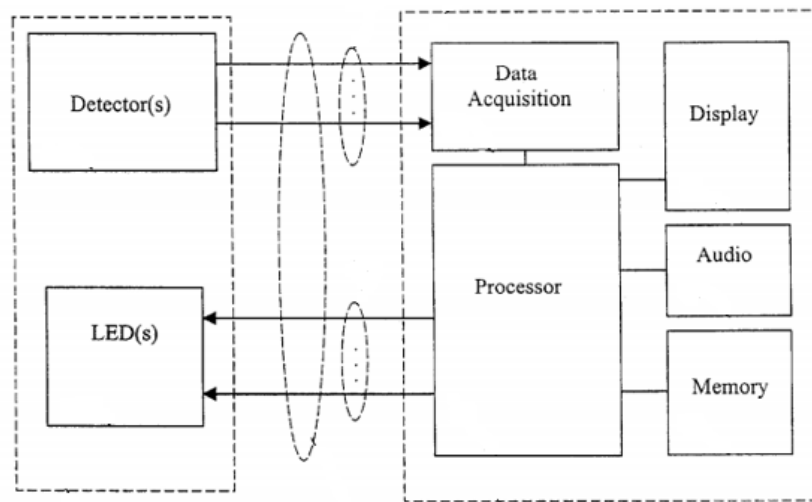 Detector(s)
Data
Acquisition
Display
Processor
Audio
LED(s)
Memory